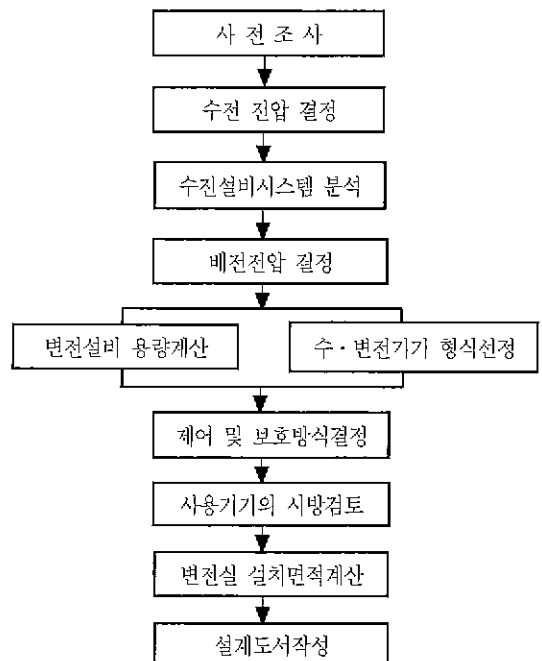 사 전 조 사
수전 전압 결정
수전설비시스템 분석
배전전압 결정
변전설비 용량계산
수·변전기기 형식선정
제어 및 보호방식결정
사용기기의 시방검토
변전실 설치면적계산
설계도서작성